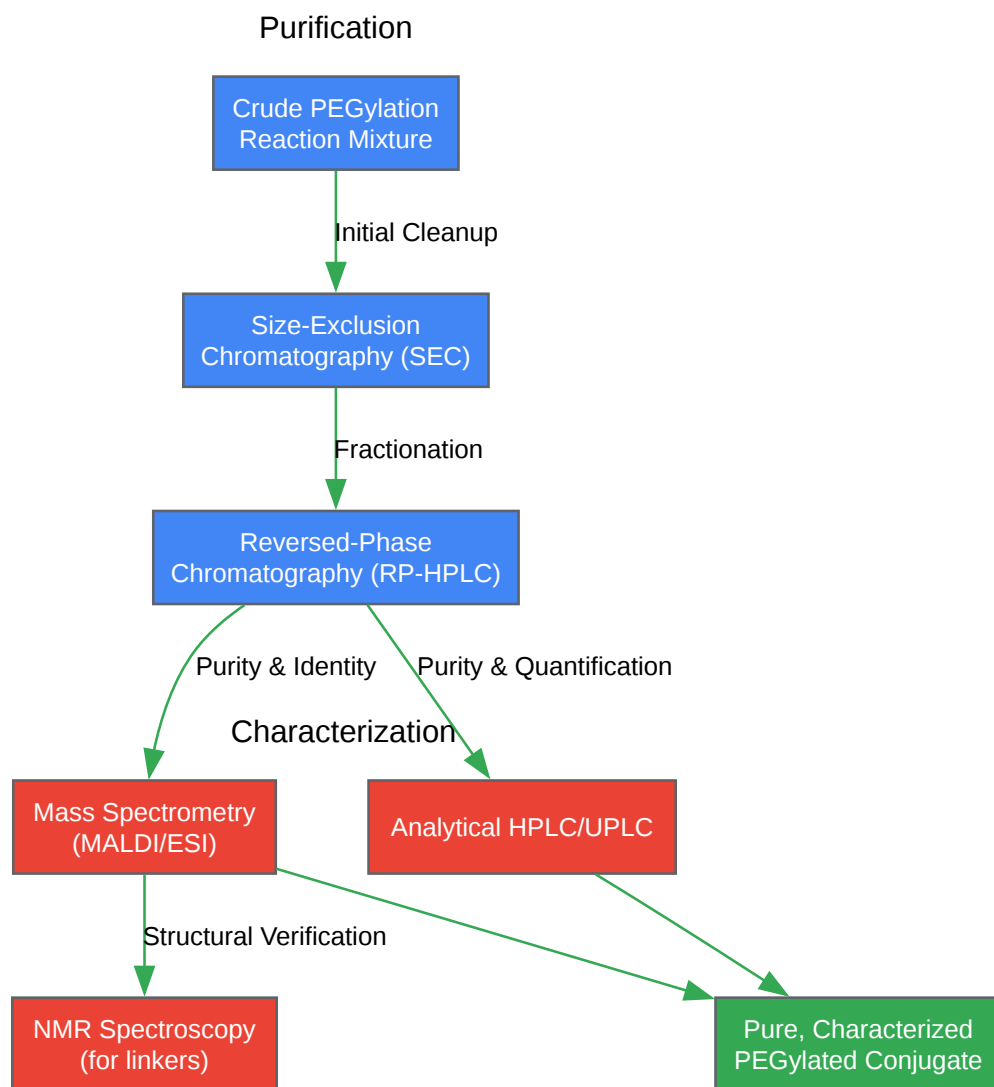 Purification
Crude PEGylation
Reaction Mixture
Initial Cleanup
Size-Exclusion
Chromatography (SEC)
Fractionation
Reversed-Phase
Chromatography (RP-HPLC)
Purity & Identity
Purity & Quantification
Characterization
Mass Spectrometry
(MALDI/ESI)
Analytical HPLC/UPLC
Structural Verification
NMR Spectroscopy
(for linkers)
Pure, Characterized
PEGylated Conjugate